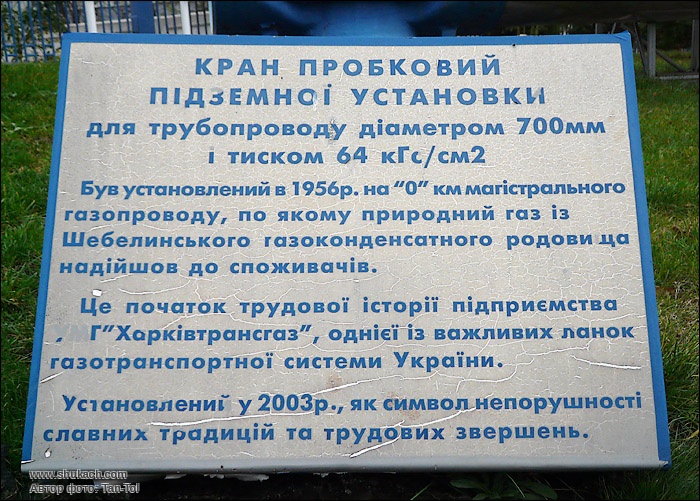 КРАН ПРОБКОВИЙ
ПІДЗЕМНОЇ УСТАНОВКИ
для трубопроводу діаметром 700мм
і тиском 64 кГс/см2
Був установлений в 1956р. на "0" км магістрального
газопроводу, по якому природний газ із
Шебелинського газоконденсатного родовища
надійшов до споживачів.
Це початок трудової історії підприємства
УМГ"Харківтрансгаз", однієї із важливих ланок
газотранспортної системи України.
Установлений у 2003р., як символ непорушності
славних традицій та трудових звершень.
www.shukach.com
Автор фото: Tan-Tol